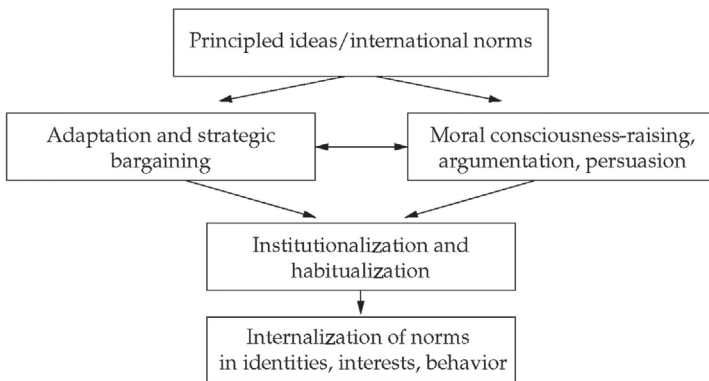 Principled ideas/international norms
Adaptation and strategic
bargaining
Moral consciousness-raising,
argumentation, persuasion
Institutionalization and
habitualization
Internalization of norms
in identities, interests, behavior